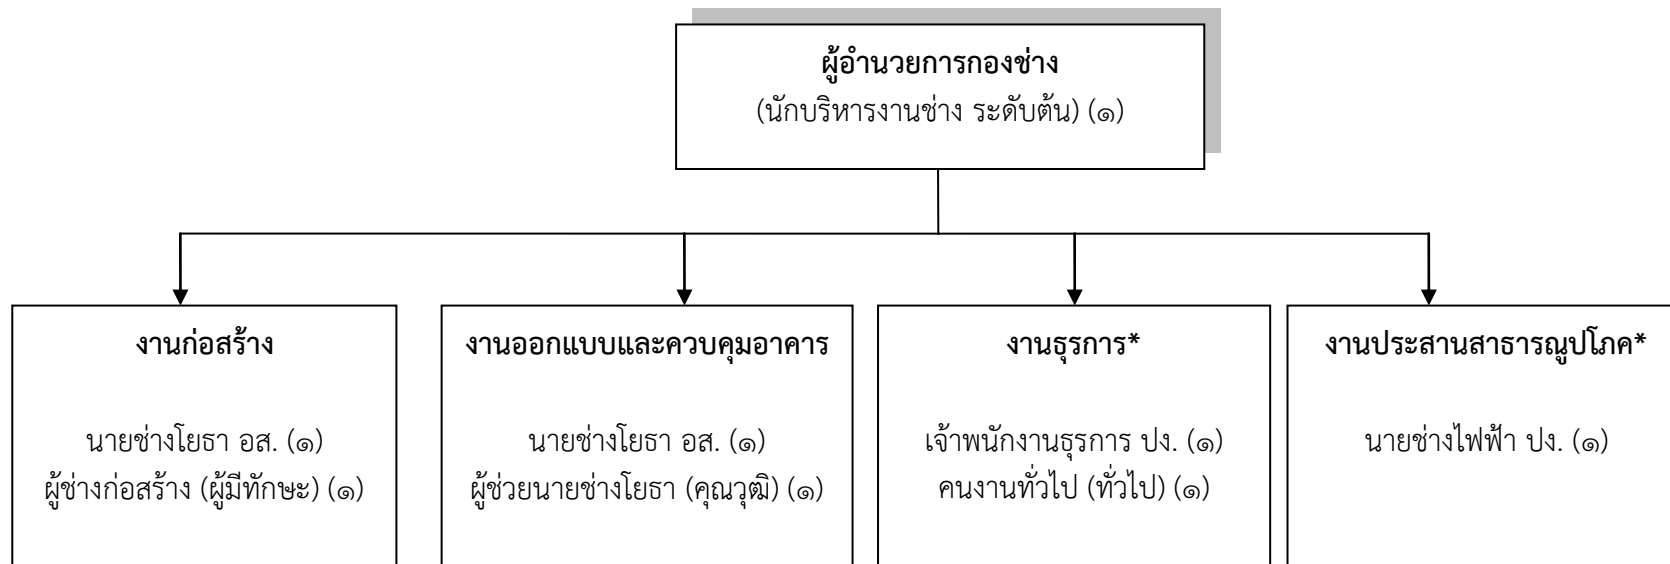 ผู้อำนวยการกองช่าง
(นักบริหารงานช่าง ระดับต้น) (๑)
งานก่อสร้าง
นายช่างโยธา อส. (๑)
ผู้ช่างก่อสร้าง (ผู้มีทักษะ) (๑)
งานออกแบบและควบคุมอาคาร
นายช่างโยธา อส. (๑)
ผู้ช่วยนายช่างโยธา (คุณวุฒิ) (๑)
งานธุรการ*
เจ้าพนักงานธุรการ ปง. (๑)
คนงานทั่วไป (ทั่วไป) (๑)
งานประสานสาธารณูปโภค*
นายช่างไฟฟ้า ปง. (๑)